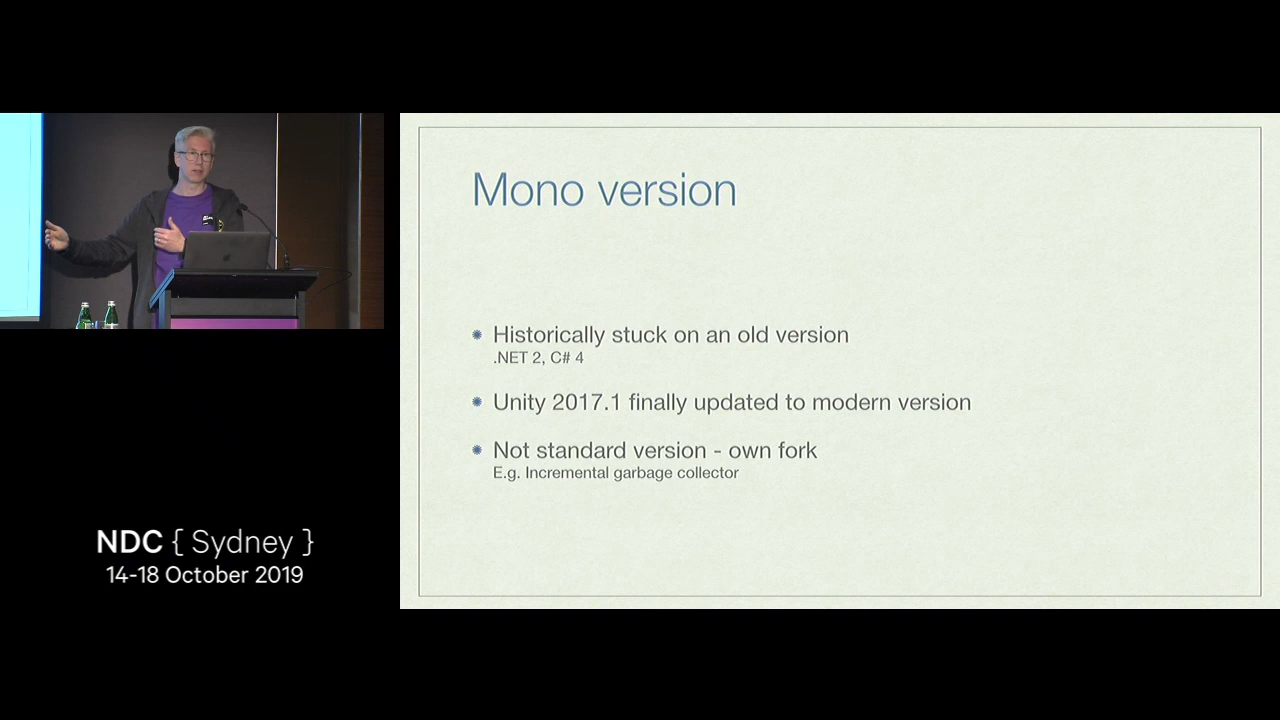 Mono version
Historically stuck on an old version
.NET 2, C# 4
Unity 2017.1 finally updated to modern version
Not standard version - own fork
E.g. Incremental garbage collector
NDC { Sydney }
14-18 October 2019